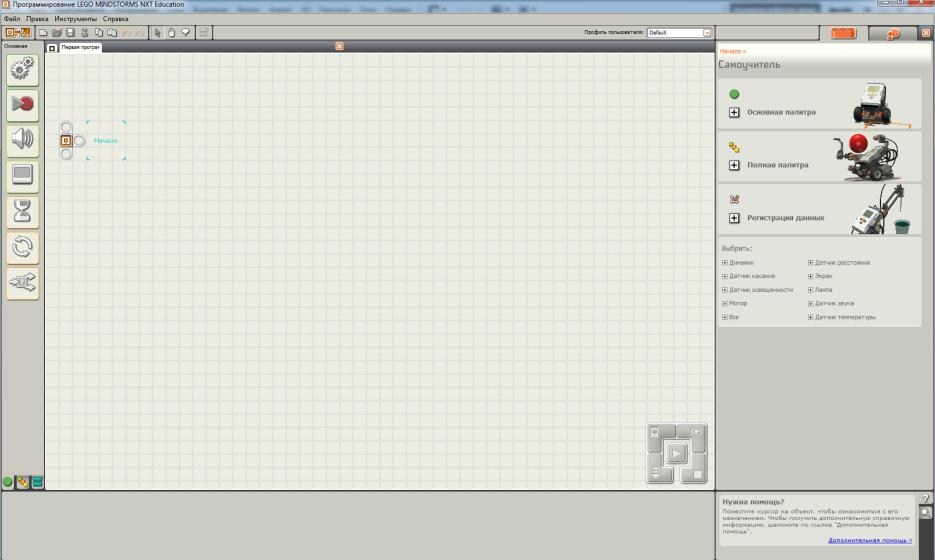 Программирование LEGO MINDSTORMS NXT Education
Файл Правка Инструменты Справка
Профиль пользователя: Default
Основная
Первая програм
Начало
Начало »
Самоучитель
Основная палитра
Полная палитра
Регистрация данных
Выбрать:
Динамик
Датчик расстояния
Датчик касания
Экран
Датчик освещенности
Лампа
Мотор
Датчик звука
Все
Датчик температуры
Нужна помощь?
Поместите курсор на объект, чтобы ознакомиться с его
назначением. Чтобы получить дополнительную справочную
информацию, щелкните по ссылке "Дополнительная
помощь".
Дополнительная помощь »